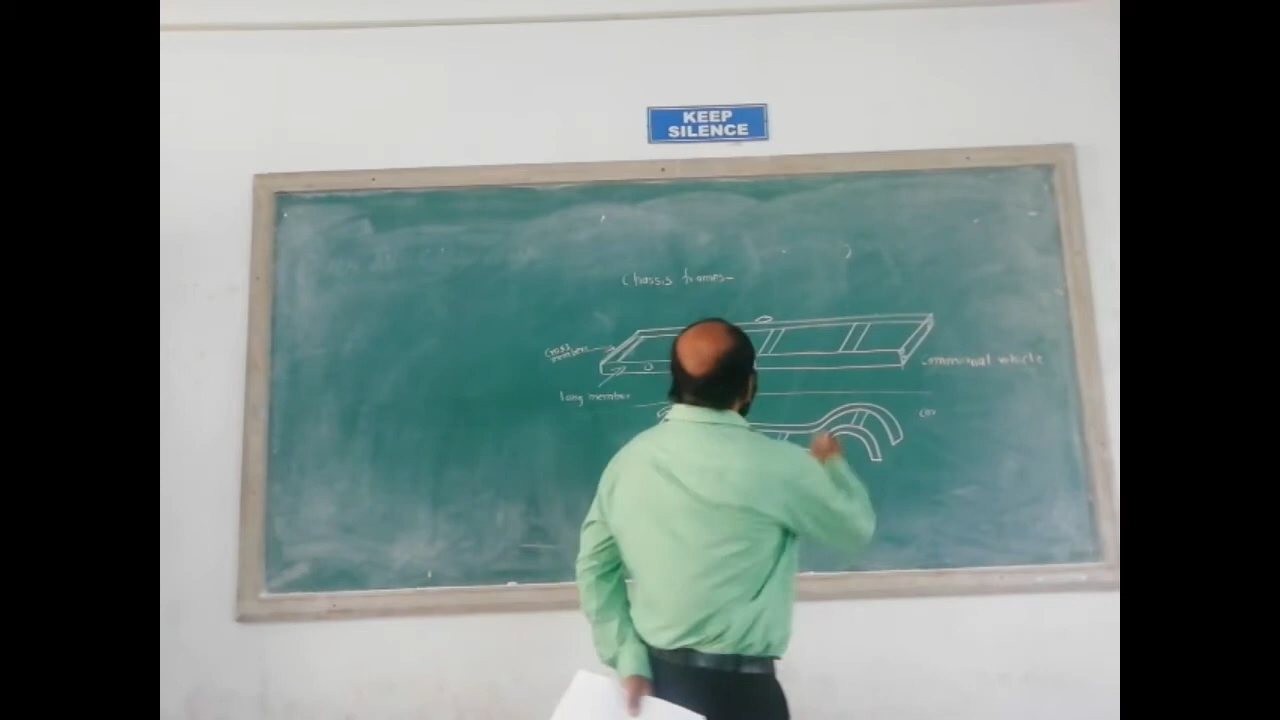 KEEP
SILENCE
Chassis frames
Cross
member
long member
commercial vehicle
car